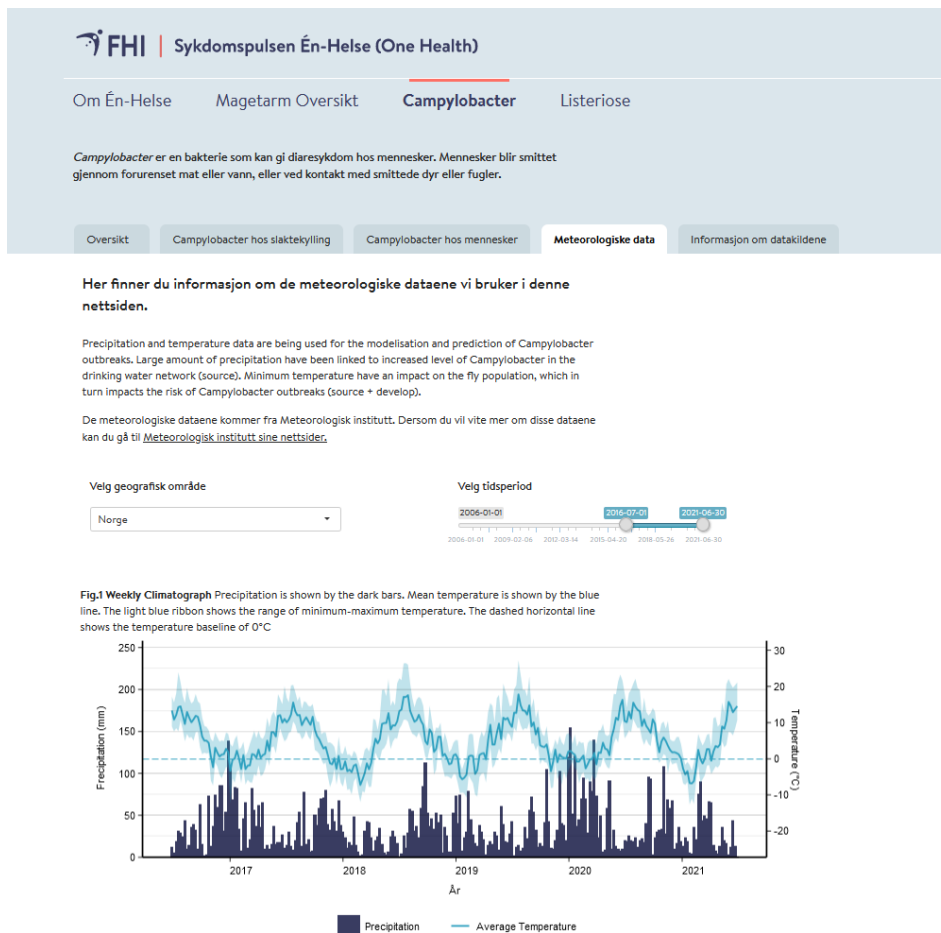 FHI | Sykdomspulsen Én-Helse (One Health)
Om Én-Helse Magetarm Oversikt Campylobacter Listeriose
Campylobacter er en bakterie som kan gi diaresykdom hos mennesker. Mennesker blir smittet
gjennom forurenset mat eller vann, eller ved kontakt med smittede dyr eller fugler.
Oversikt Campylobacter hos slaktekylling Campylobacter hos mennesker Meteorologiske data Informasjon om datakildene
Her finner du informasjon om de meteorologiske dataene vi bruker i denne
nettsiden.
Precipitation and temperature data are being used for the modelisation and prediction of Campylobacter
outbreaks. Large amount of precipitation have been linked to increased level of Campylobacter in the
drinking water network (source). Minimum temperature have an impact on the fly population, which in
turn impacts the risk of Campylobacter outbreaks (source + develop).
De meteorologiske dataene kommer fra Meteorologisk institutt. Dersom du vil vite mer om disse dataene
kan du gå til Meteorologisk institutt sine nettsider.
Velg geografisk område Velg tidsperiod
Norge
2006-01-01 2016-07-01 2021-06-30
2006-01-01 2009-02-06 2012-03-14 2015-04-20 2018-05-26 2021-06-30
Fig.1 Weekly Climatograph Precipitation is shown by the dark bars. Mean temperature is shown by the blue
line. The light blue ribbon shows the range of minimum-maximum temperature. The dashed horizontal line
shows the temperature baseline of 0°C
250
200
150
100
50
0
Precipitation (mm)
30
20
10
0
-10
-20
Temperature (°C)
2017 2018 2019 2020 2021
År
Precipitation Average Temperature